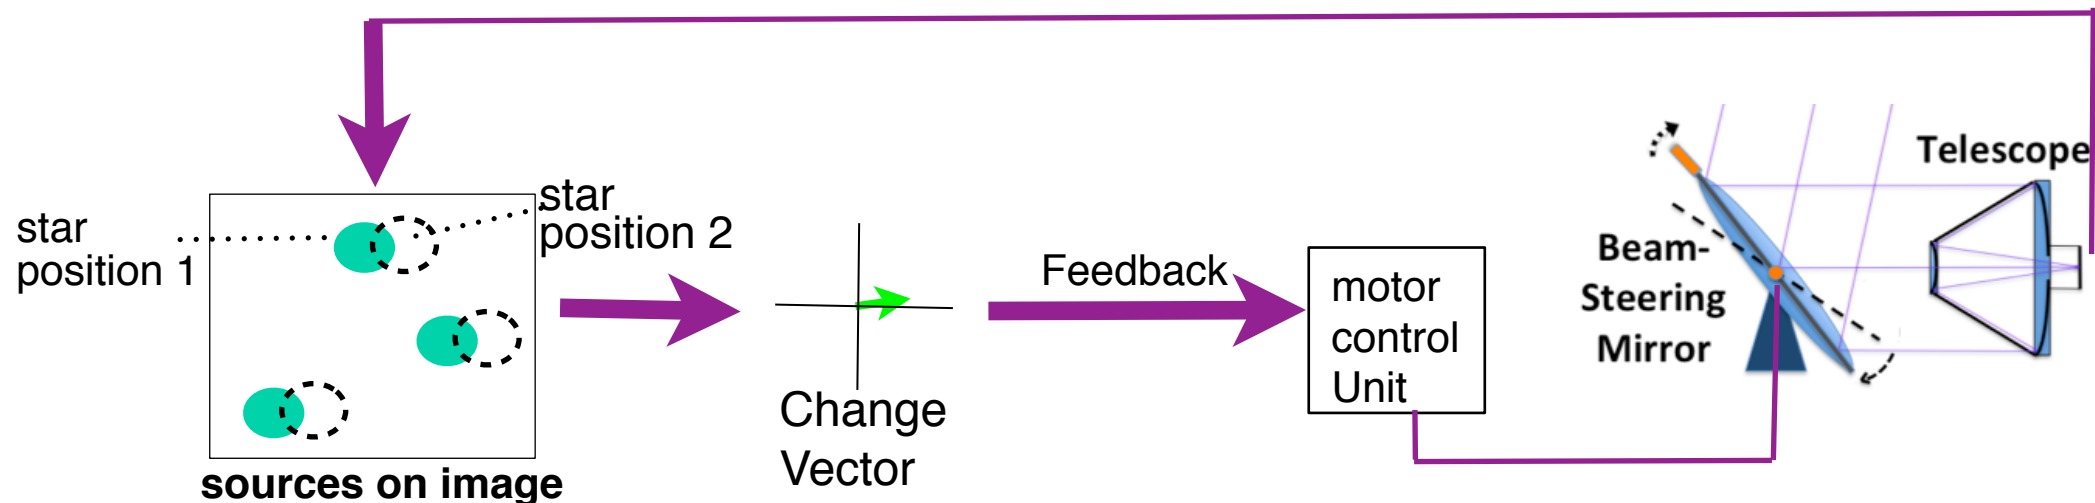 star
position 1
star
position 2
sources on image
Change
Vector
Feedback
motor
control
Unit
Beam-
Steering
Mirror
Telescope